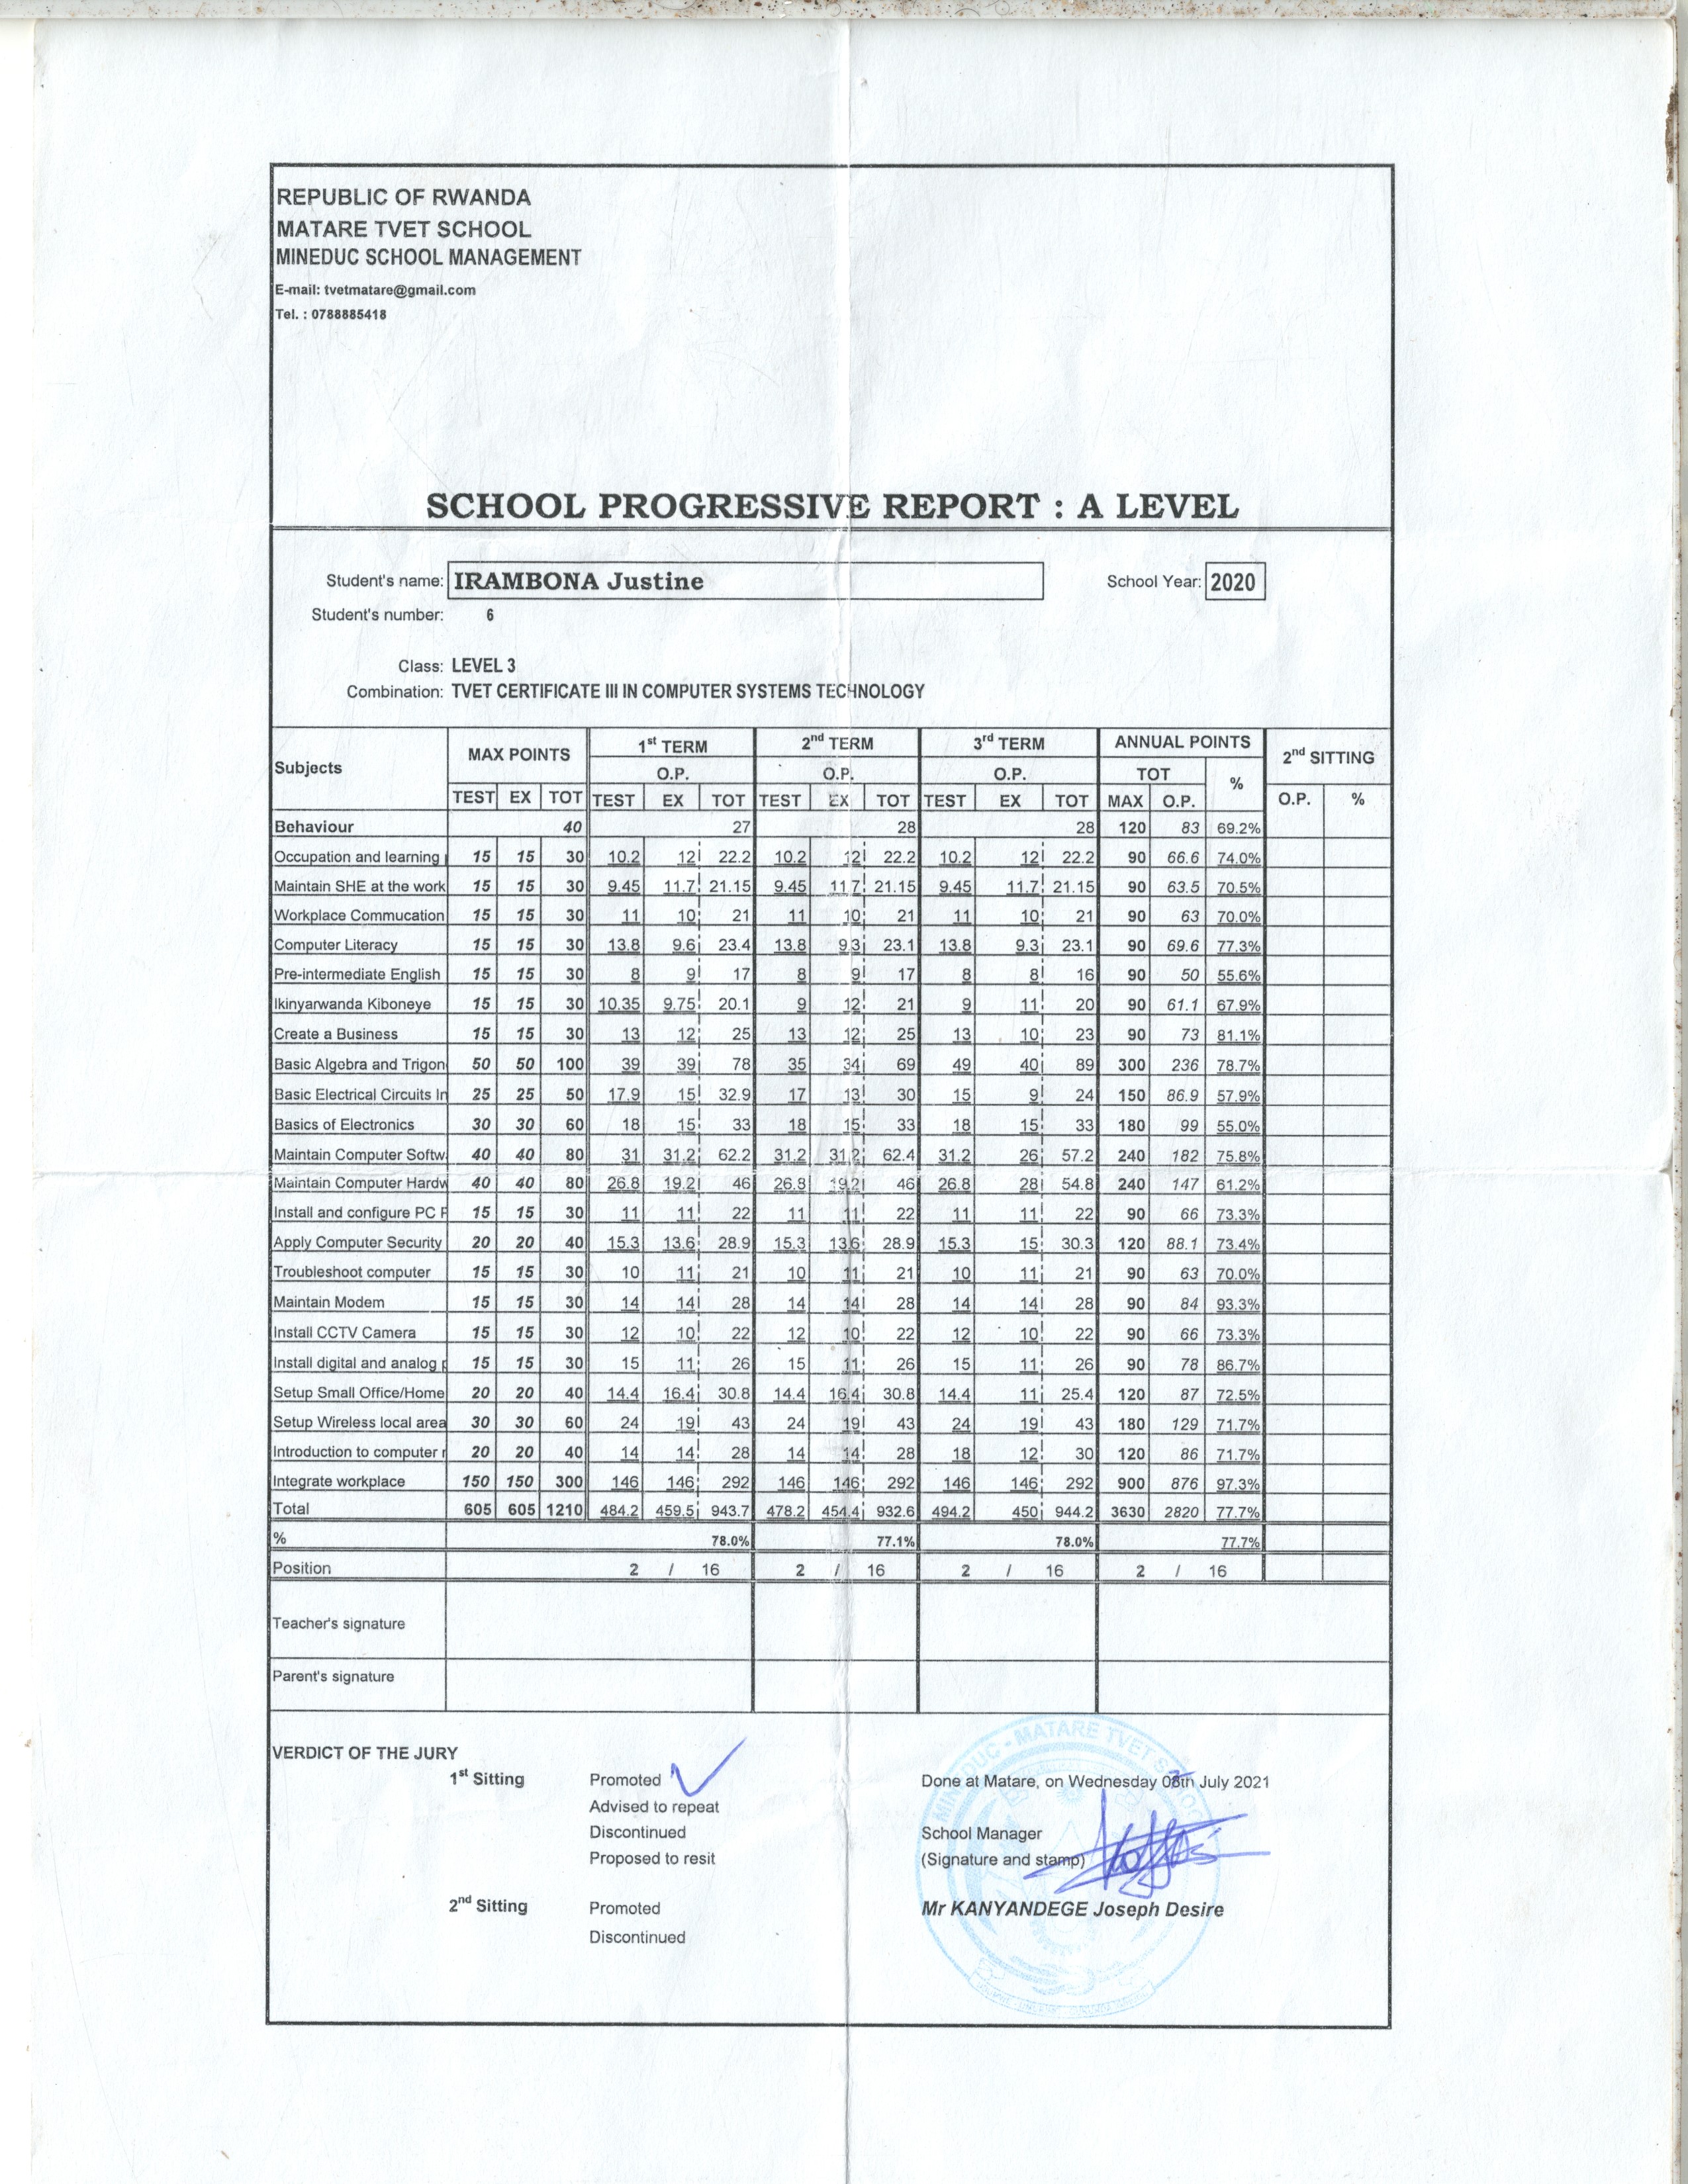 REPUBLIC OF RWANDA
MATARE TVET SCHOOL
MINEDUC SCHOOL MANAGEMENT
E-mail: tvetmatare@gmail.com
Tel. : 0788885418
SCHOOL PROGRESSIVE REPORT : A LEVEL
Student's name: IRAMBONA Justine School Year: 2020
Student's number: 6
Class: LEVEL 3
Combination: TVET CERTIFICATE III IN COMPUTER SYSTEMS TECHNOLOGY
Subjects MAX POINTS 1st TERM 2nd TERM 3rd TERM ANNUAL POINTS 2nd SITTING
O.P. O.P. O.P. TOT %
TEST EX TOT TEST EX TOT TEST EX TOT TEST EX TOT MAX O.P. O.P. %
Behaviour 40 27 28 28 120 83 69.2%
Occupation and learning 15 15 30 10.2 12 22.2 10.2 12 22.2 10.2 12 22.2 90 66.6 74.0%
Maintain SHE at the work 15 15 30 9.45 11.7 21.15 9.45 11.7 21.15 9.45 11.7 21.15 90 63.5 70.5%
Workplace Commucation 15 15 30 11 10 21 11 10 21 11 10 21 90 63 70.0%
Computer Literacy 15 15 30 13.8 9.6 23.4 13.8 9.3 23.1 13.8 9.3 23.1 90 69.6 77.3%
Pre-intermediate English 15 15 30 8 9 17 8 9 17 8 8 16 90 50 55.6%
Ikinyarwanda Kiboneye 15 15 30 10.35 9.75 20.1 9 12 21 9 11 20 90 61.1 67.9%
Create a Business 15 15 30 13 12 25 13 12 25 13 10 23 90 73 81.1%
Basic Algebra and Trigon 50 50 100 39 39 78 35 34 69 49 40 89 300 236 78.7%
Basic Electrical Circuits In 25 25 50 17.9 15 32.9 17 13 30 15 9 24 150 86.9 57.9%
Basics of Electronics 30 30 60 18 15 33 18 15 33 18 15 33 180 99 55.0%
Maintain Computer Softw 40 40 80 31 31.2 62.2 31.2 31.2 62.4 31.2 26 57.2 240 182 75.8%
Maintain Computer Hardw 40 40 80 26.8 19.2 46 26.8 19.2 46 26.8 28 54.8 240 147 61.2%
Install and configure PC P 15 15 30 11 11 22 11 11 22 11 11 22 90 66 73.3%
Apply Computer Security 20 20 40 15.3 13.6 28.9 15.3 13.6 28.9 15.3 15 30.3 120 88.1 73.4%
Troubleshoot computer 15 15 30 10 11 21 10 11 21 10 11 21 90 63 70.0%
Maintain Modem 15 15 30 14 14 28 14 14 28 14 14 28 90 84 93.3%
Install CCTV Camera 15 15 30 12 10 22 12 10 22 12 10 22 90 66 73.3%
Install digital and analog p 15 15 30 15 11 26 15 11 26 15 11 26 90 78 86.7%
Setup Small Office/Home 20 20 40 14.4 16.4 30.8 14.4 16.4 30.8 14.4 11 25.4 120 87 72.5%
Setup Wireless local area 30 30 60 24 19 43 24 19 43 24 19 43 180 129 71.7%
Introduction to computer n 20 20 40 14 14 28 14 14 28 18 12 30 120 86 71.7%
Integrate workplace 150 150 300 146 146 292 146 146 292 146 146 292 900 876 97.3%
Total 605 605 1210 484.2 459.5 943.7 478.2 454.4 932.6 494.2 450 944.2 3630 2820 77.7%
% 78.0% 77.1% 78.0% 77.7%
Position 2 / 16 2 / 16 2 / 16 2 / 16
Teacher's signature
Parent's signature
VERDICT OF THE JURY
1st Sitting Promoted Done at Matare, on Wednesday th July 2021
Advised to repeat
Discontinued School Manager
Proposed to resit (Signature and stamp)
2nd Sitting Promoted Mr KANYANDEGE Joseph Desire
Discontinued
MINEDUC - MATARE TVET SCHOOL